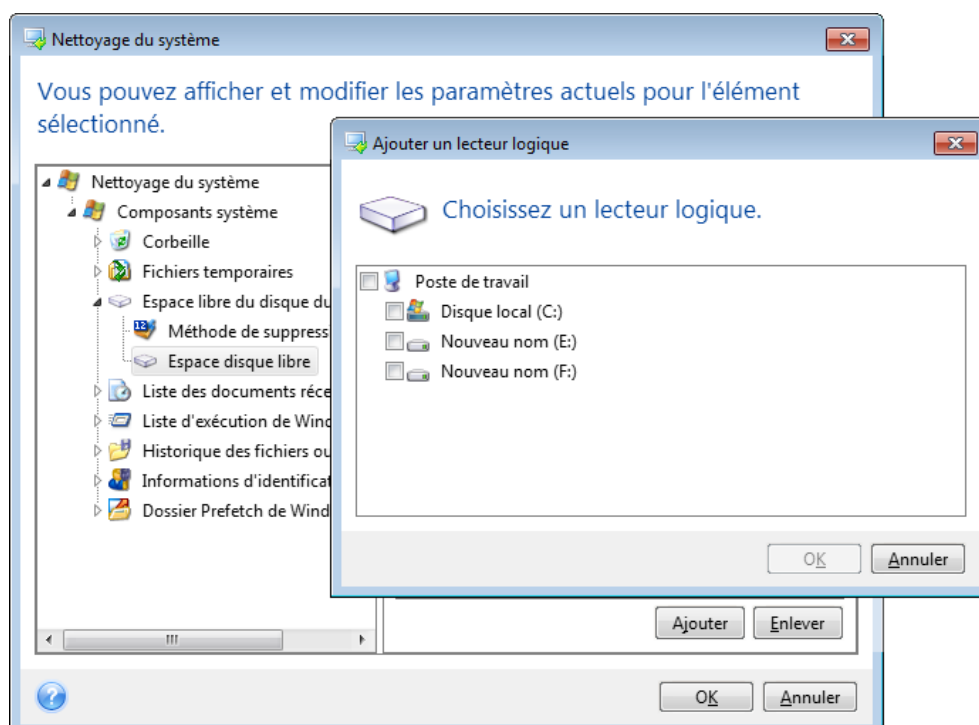 Nettoyage du système
Vous pouvez afficher et modifier les paramètres actuels pour l'élément
sélectionné.
Nettoyage du système
Composants système
Corbeille
Fichiers temporaires
Espace libre du disque du
Méthode de suppress
Espace disque libre
Liste des documents réce
Liste d'exécution de Wind
Historique des fichiers ou
Informations d'identificat
Dossier Prefetch de Wind
Ajouter un lecteur logique
Choisissez un lecteur logique.
Poste de travail
Disque local (C:)
Nouveau nom (E:)
Nouveau nom (F:)
OK
Annuler
Ajouter
Enlever
OK
Annuler